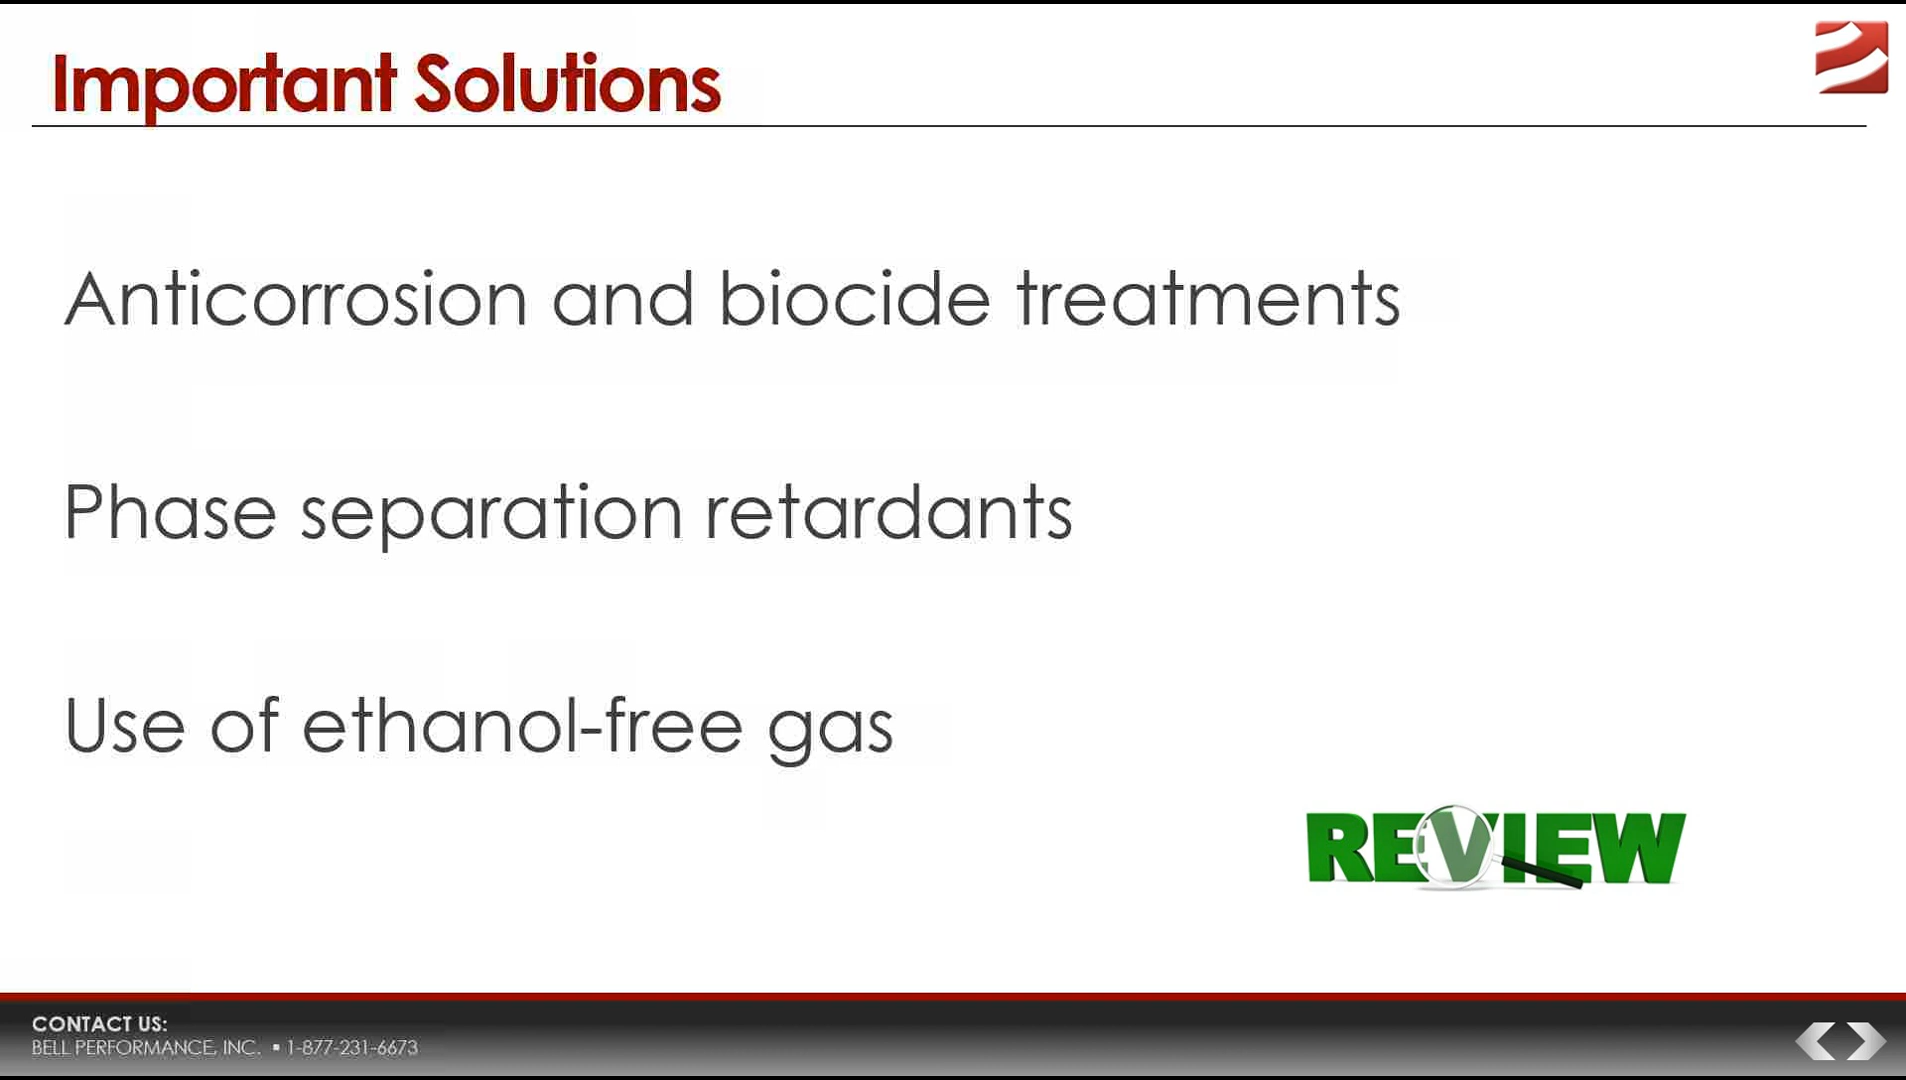 Important Solutions
Anticorrosion and biocide treatments
Phase separation retardants
Use of ethanol-free gas
REVIEW
CONTACT US:
BELL PERFORMANCE, INC. ▪ 1-877-231-6673